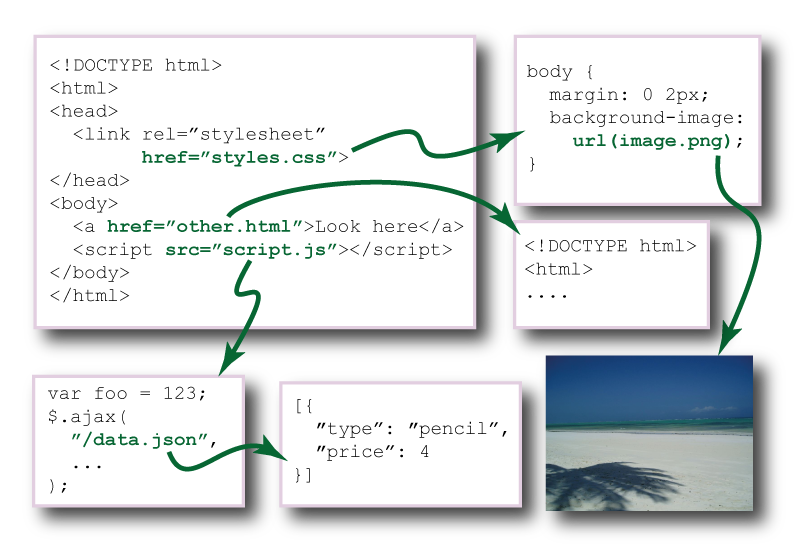 <!DOCTYPE html>
<html>
<head>
<link rel=”stylesheet”
href=”styles.css”>
</head>
<body>
<a href=”other.html”>Look here</a>
<script src=”script.js”></script>
</body>
</html>
body {
margin: 0 2px;
background-image:
url(image.png);
}
<!DOCTYPE html>
<html>
....
var foo = 123;
$.ajax(
”/data.json”,
...
);
[{
”type”: ”pencil”,
”price”: 4
}]